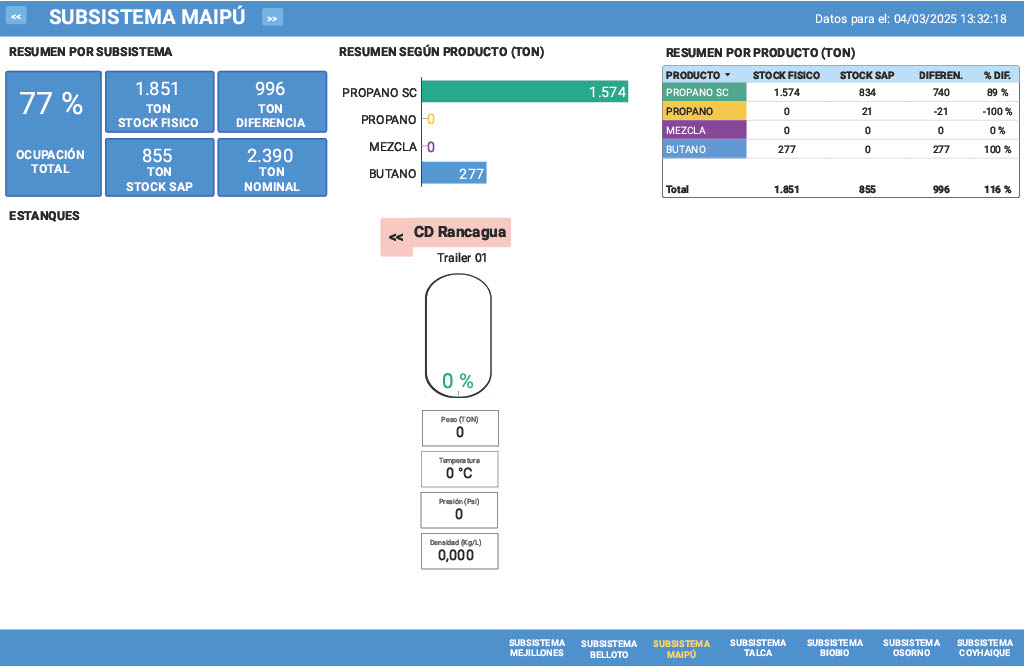 <<
SUBSISTEMA MAIPÚ
>>
Datos para el: 04/03/2025 13:32:18
RESUMEN POR SUBSISTEMA
77 %
OCUPACIÓN
TOTAL
1.851
TON
STOCK FISICO
996
TON
DIFERENCIA
855
TON
STOCK SAP
2.390
TON
NOMINAL
RESUMEN SEGÚN PRODUCTO (TON)
PROPANO SC 1.574
PROPANO 0
MEZCLA 0
BUTANO 277
RESUMEN POR PRODUCTO (TON)
PRODUCTO STOCK FISICO STOCK SAP DIFEREN. % DIF.
PROPANO SC 1.574 834 740 89 %
PROPANO 0 21 -21 -100 %
MEZCLA 0 0 0 0 %
BUTANO 277 0 277 100 %
Total 1.851 855 996 116 %
ESTANQUES
<< CD Rancagua
Trailer 01
0 %
Peso (TON)
0
Temperatura
0 °C
Presión (Psi)
0
Densidad (Kg/L)
0,000
SUBSISTEMA
MEJILLONES
SUBSISTEMA
BELLOTO
SUBSISTEMA
MAIPÚ
SUBSISTEMA
TALCA
SUBSISTEMA
BIOBIO
SUBSISTEMA
OSORNO
SUBSISTEMA
COYHAIQUE